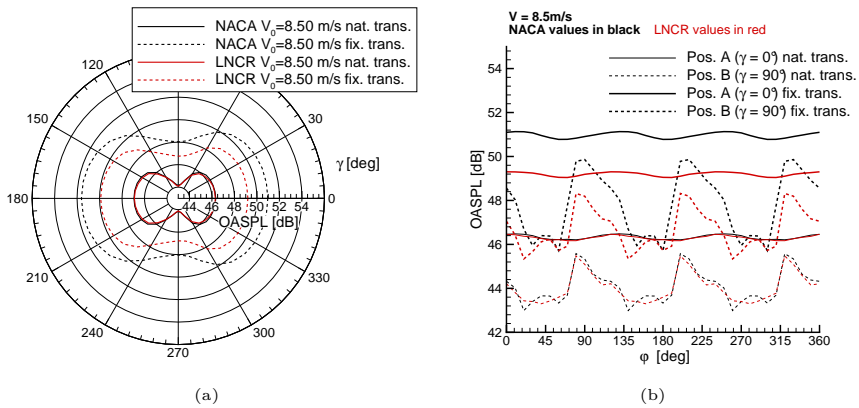 NACA V0=8.50 m/s nat. trans.
NACA V0=8.50 m/s fix. trans.
LNCR V0=8.50 m/s nat. trans.
LNCR V0=8.50 m/s fix. trans.
120
150
180
210
240
270
300
330
0
30
γ [deg]
44 46 48 49 51 52 54
OASPL [dB]
(a)
V = 8.5m/s
NACA values in black LNCR values in red
Pos. A (γ = 0°) nat. trans.
Pos. B (γ = 90°) nat. trans.
Pos. A (γ = 0°) fix. trans.
Pos. B (γ = 90°) fix. trans.
OASPL [dB]
54
52
50
48
46
44
42
0 45 90 135 180 225 270 315 360
φ [deg]
(b)